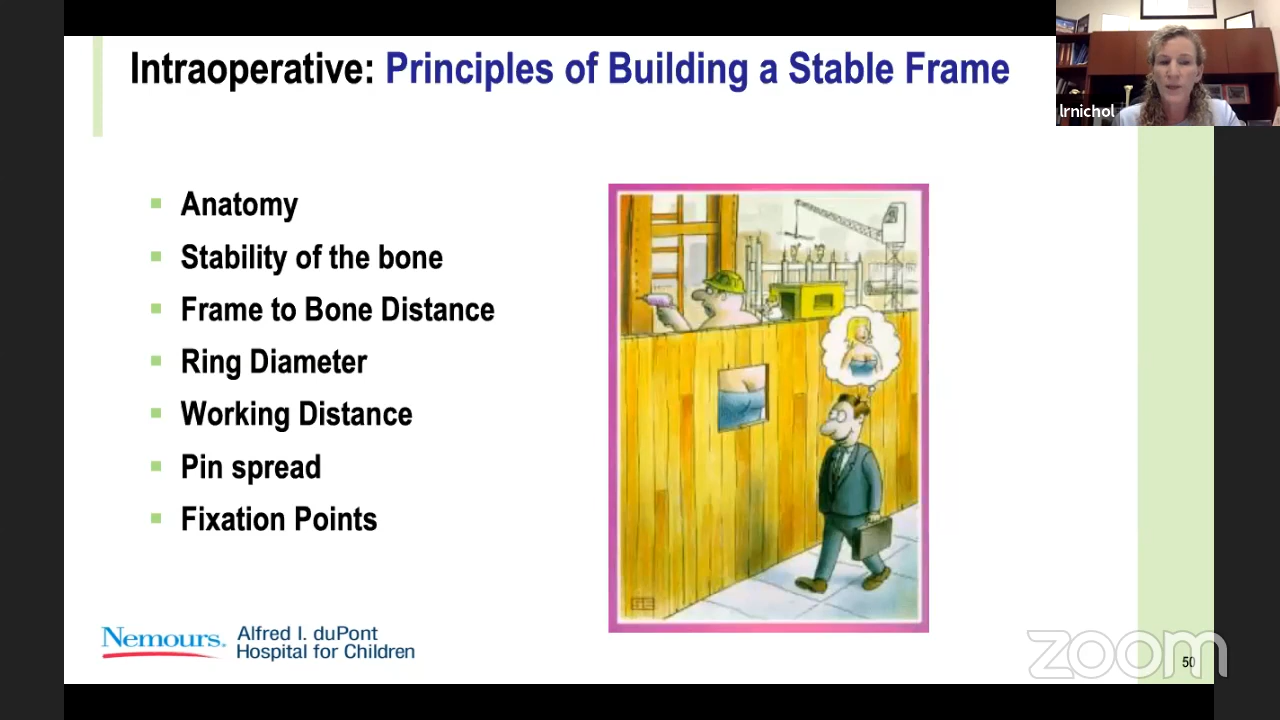 Intraoperative: Principles of Building a Stable Frame
lrnichol
Anatomy
Stability of the bone
Frame to Bone Distance
Ring Diameter
Working Distance
Pin spread
Fixation Points
Nemours.
Alfred I. duPont
Hospital for Children
zoom
50